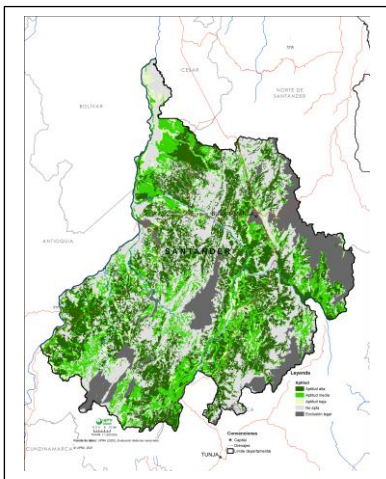 CESAR
NORTE DE
SANTANDER
BOLÍVAR
ANTIOQUIA
SANTANDER
Leyenda
Aptitud
Aptitud alta
Aptitud media
Aptitud baja
No apta
Exclusión legal
Convenciones
Capital
Drenajes
Límite departamental
CUNDINAMARCA
TUNJA